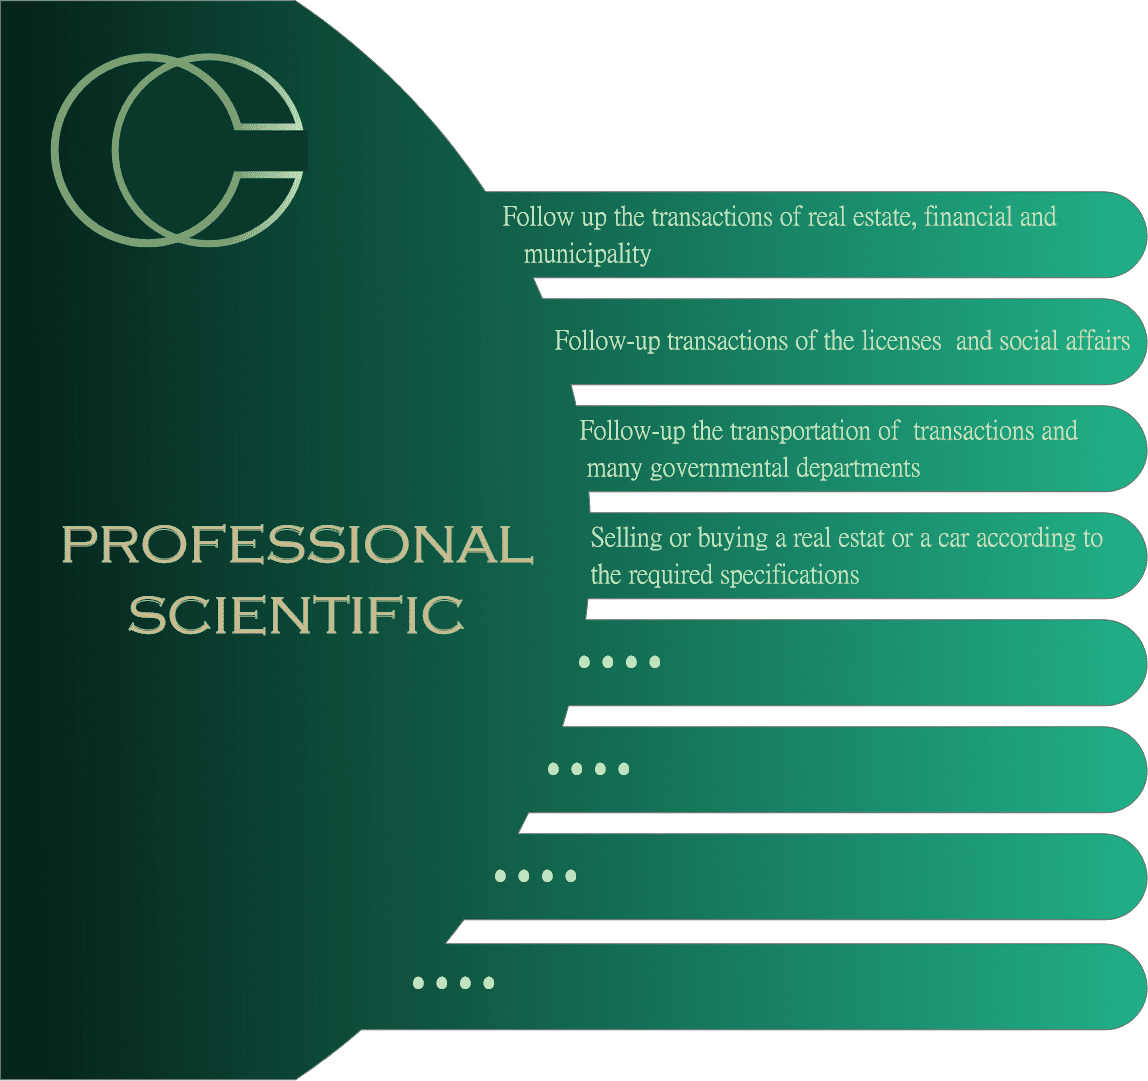 Follow up the transactions of real estate, financial and
municipality
Follow-up transactions of the licenses  and social affairs
Follow-up the transportation of  transactions and
many governmental departments
PROFESSIONAL
SCIENTIFIC
Selling or buying a real estat or a car according to
the required specifications
• • • •
• • • •
• • • •
• • • •